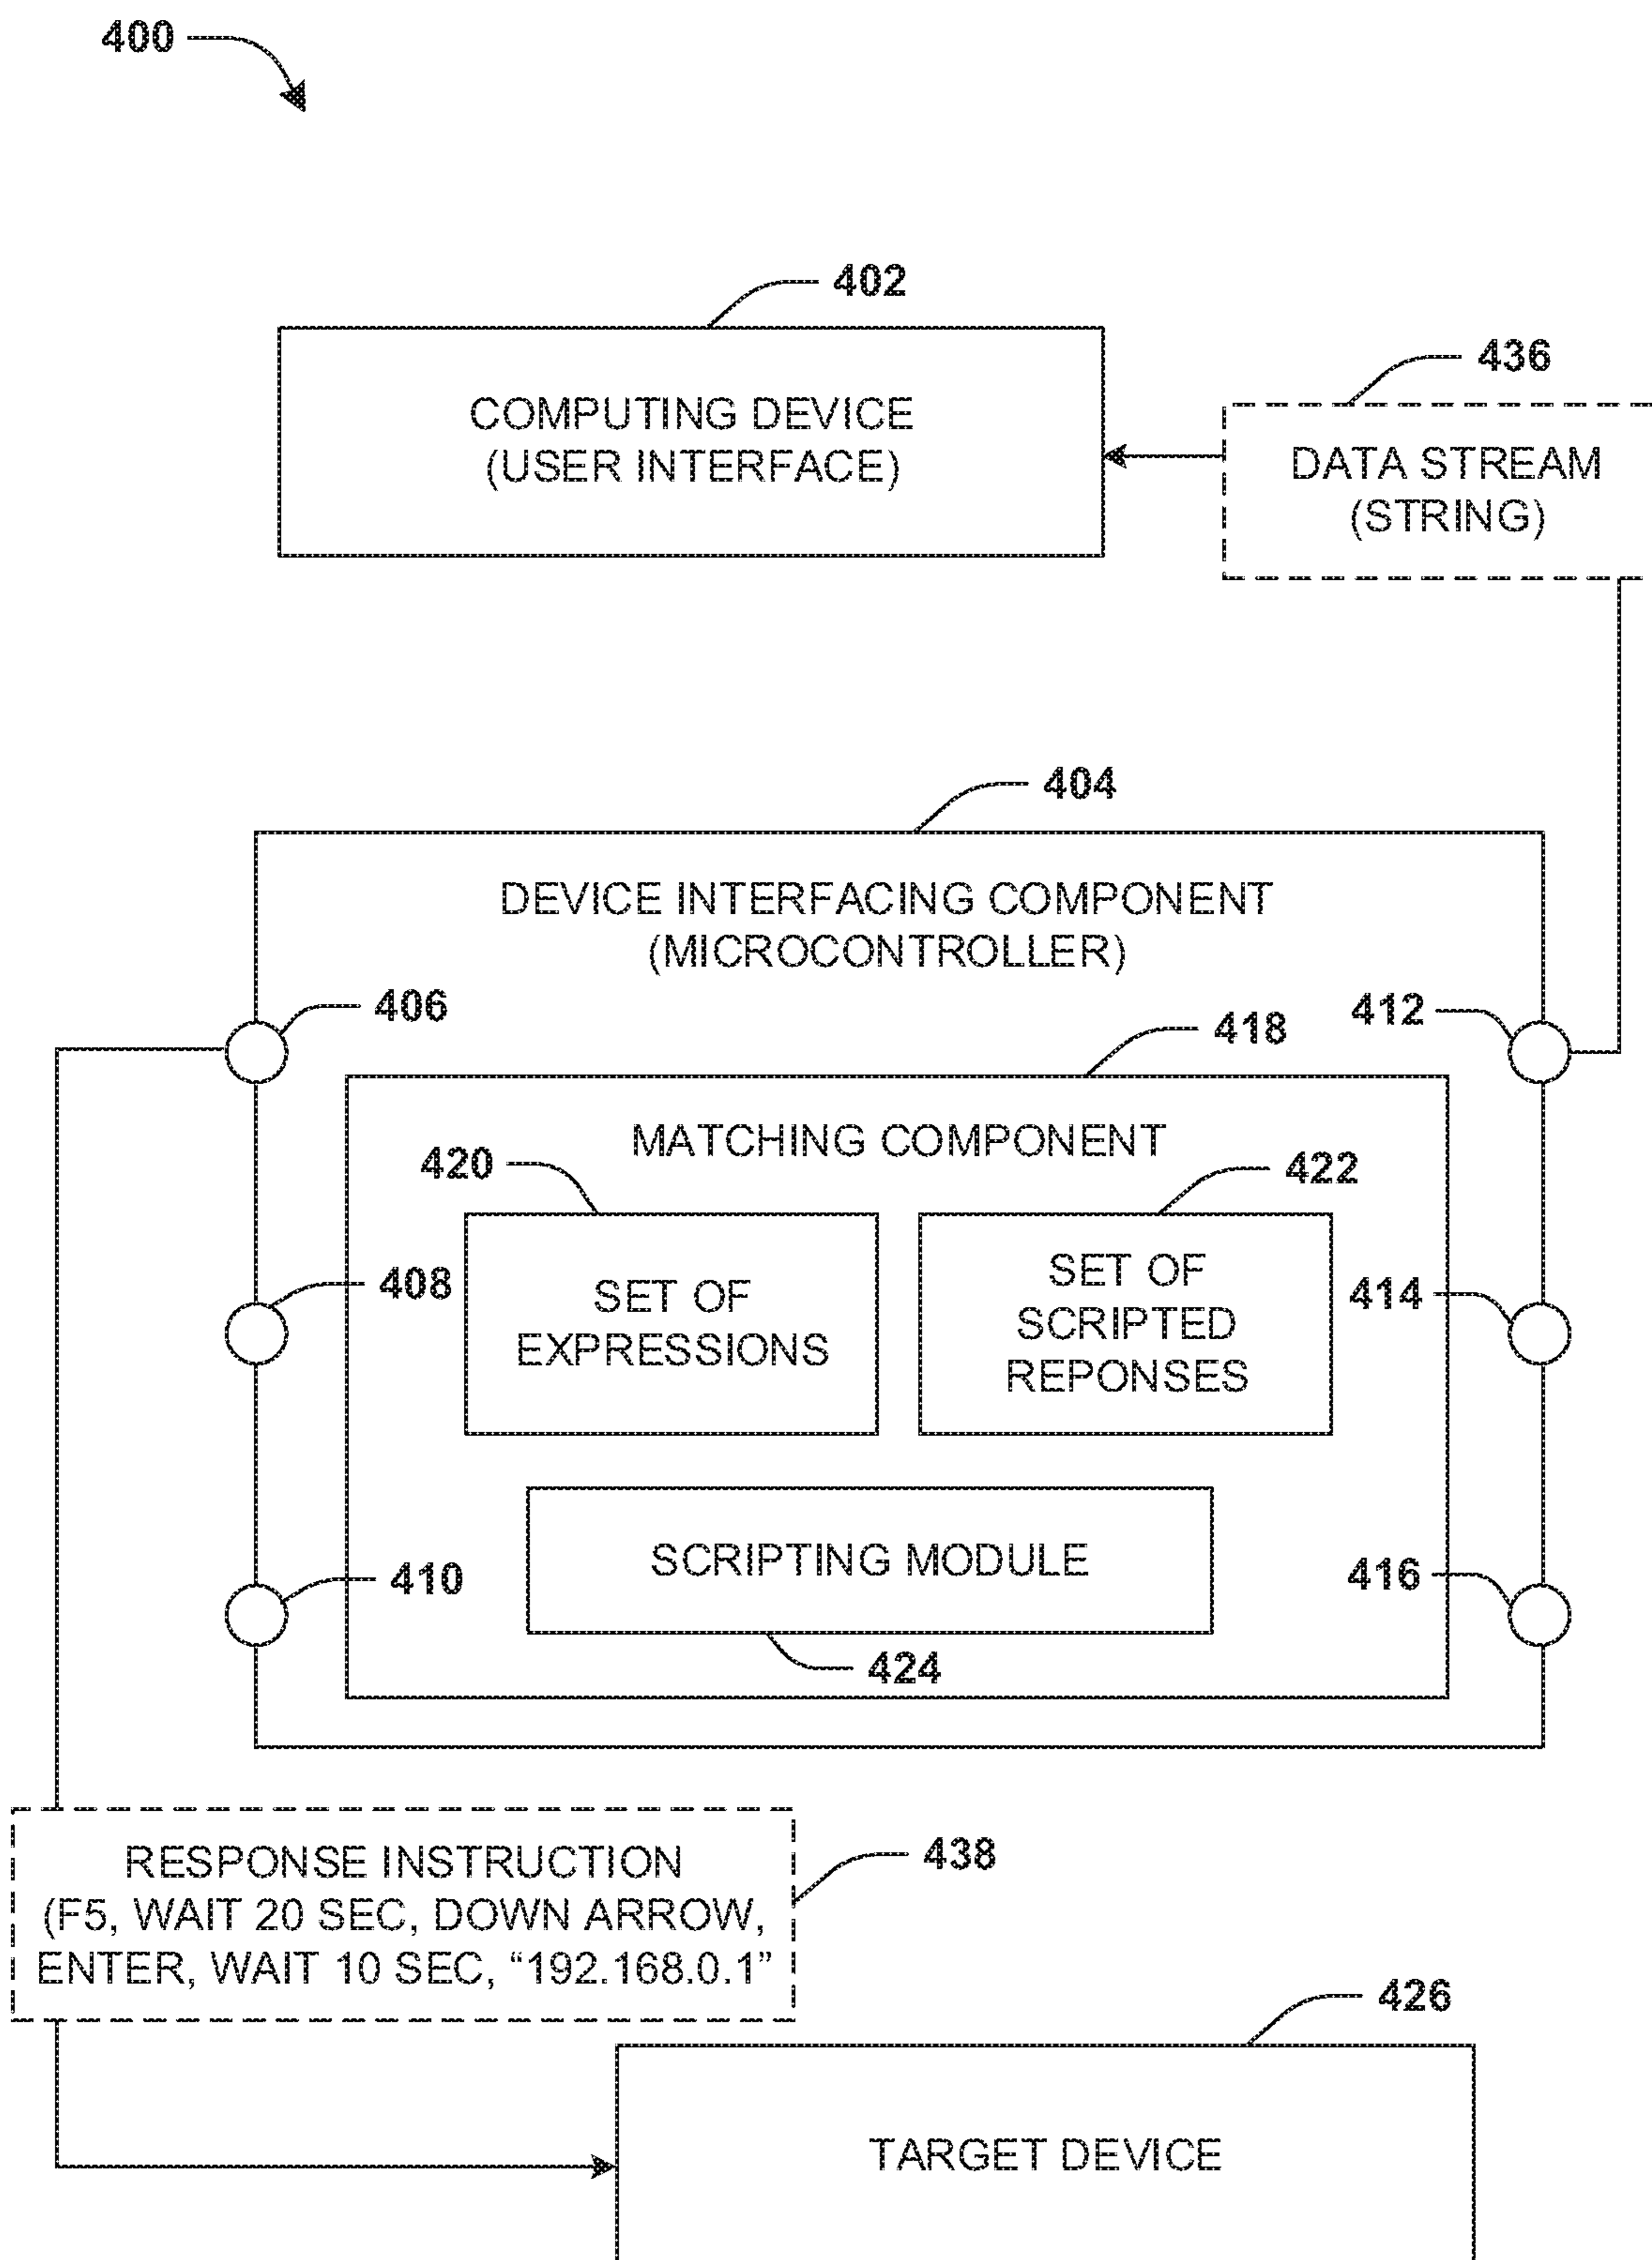 400
402
COMPUTING DEVICE
(USER INTERFACE)
436
DATA STREAM
(STRING)
404
DEVICE INTERFACING COMPONENT
(MICROCONTROLLER)
406
412
418
MATCHING COMPONENT
420
422
SET OF
EXPRESSIONS
SET OF
SCRIPTED
REPONSES
408
414
SCRIPTING MODULE
410
416
424
RESPONSE INSTRUCTION
(F5, WAIT 20 SEC, DOWN ARROW,
ENTER, WAIT 10 SEC, “192.168.0.1”
438
426
TARGET DEVICE